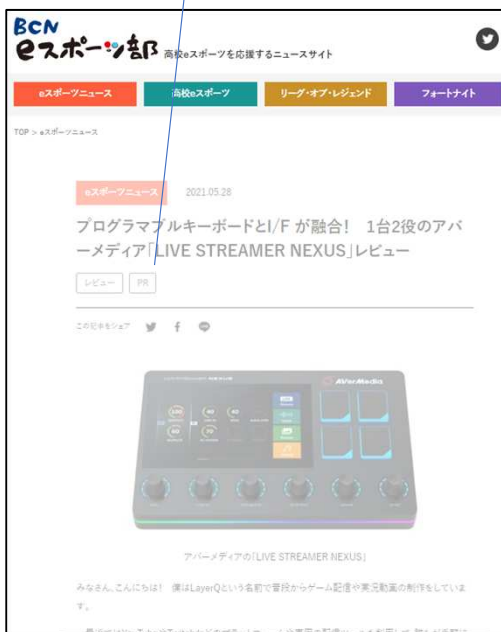 BCN
eスポーツ部 高校eスポーツを応援するニュースサイト
eスポーツニュース 高校eスポーツ リーグ・オブ・レジェンド フォートナイト
TOP > eスポーツニュース
eスポーツニュース 2021.05.28
プログラマブルキーボードとI/F が融合! 1台2役のアバ
ーメディア「LIVE STREAMER NEXUS」レビュー
レビュー PR
この記事をシェア
AVerMedia
アバーメディアの「LIVE STREAMER NEXUS」
みなさん、こんにちは! 僕はLayerQという名前で普段からゲーム配信や実況動画の制作をしていま
す。